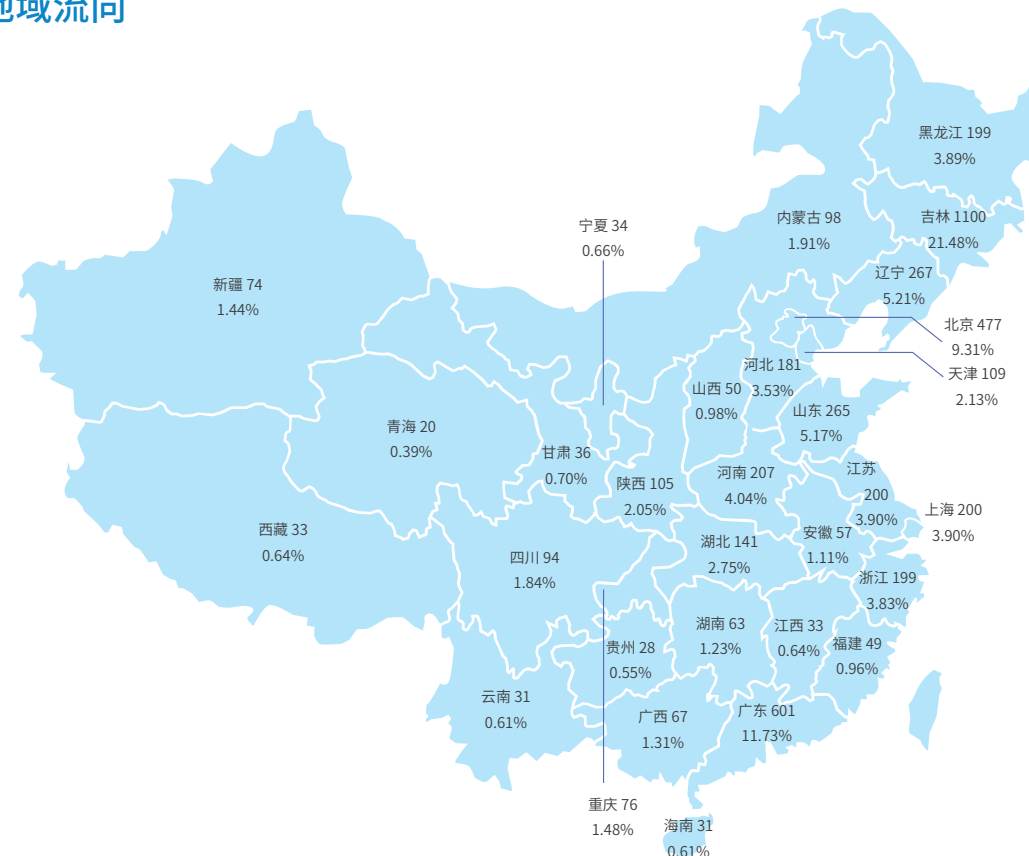 地域流向
黑龙江 199
3.89%
内蒙古 98
1.91%
吉林 1100
21.48%
宁夏 34
0.66%
辽宁 267
5.21%
新疆 74
1.44%
北京 477
9.31%
天津 109
2.13%
河北 181
3.53%
山西 50
0.98%
山东 265
5.17%
青海 20
0.39%
甘肃 36
0.70%
陕西 105
2.05%
河南 207
4.04%
江苏
200
3.90%
上海 200
3.90%
西藏 33
0.64%
四川 94
1.84%
湖北 141
2.75%
安徽 57
1.11%
浙江 199
3.83%
贵州 28
0.55%
湖南 63
1.23%
江西 33
0.64%
福建 49
0.96%
云南 31
0.61%
广西 67
1.31%
广东 601
11.73%
重庆 76
1.48%
海南 31
0.61%